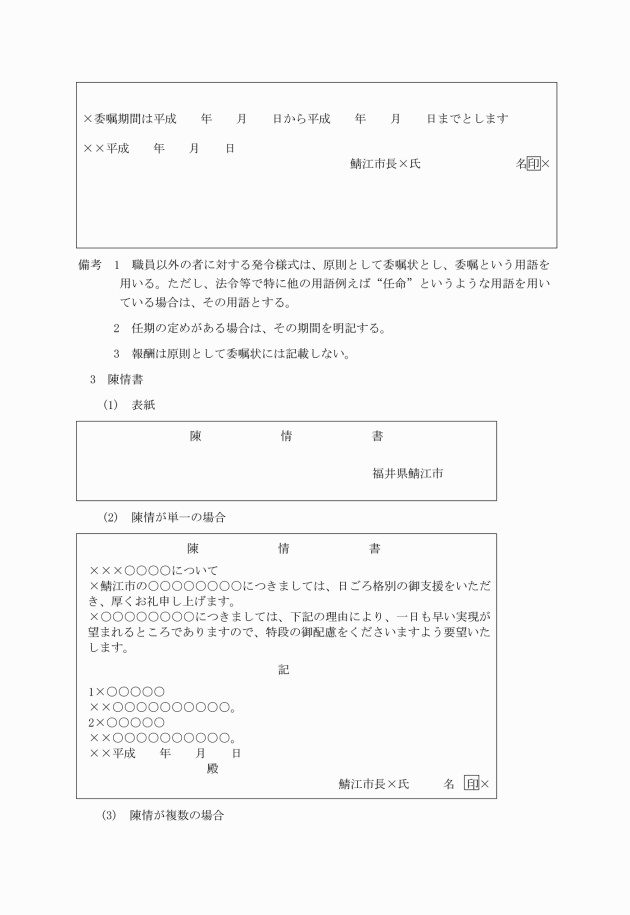 ×委嘱期間は平成　　年　　月　　日から平成　　年　　月　　日までとします
××平成　　年　　月　　日
鯖江市長×氏　　　　　　　　名印×
備考　1　職員以外の者に対する発令様式は、原則として委嘱状とし、委嘱という用語を
用いる。ただし、法令等で特に他の用語例えば“任命”というような用語を用い
ている場合は、その用語とする。
2　任期の定めがある場合は、その期間を明記する。
3　報酬は原則として委嘱状には記載しない。
3　陳情書
(1)　表紙
陳　　　　　　　情　　　　　　　書
福井県鯖江市
(2)　陳情が単一の場合
陳　　　　　　　情　　　　　　　書
×××○○○○について
×鯖江市の○○○○○○○○につきましては、日ごろ格別の御支援をいただ
き、厚くお礼申し上げます。
×○○○○○○○○につきましては、下記の理由により、一日も早い実現が
望まれるところでありますので、特段の御配慮をくださいますよう要望いた
します。
記
1×○○○○○
××○○○○○○○○○○。
2×○○○○○
××○○○○○○○○○○。
××平成　　年　　月　　日
殿
鯖江市長×氏　　　名　印×
(3)　陳情が複数の場合